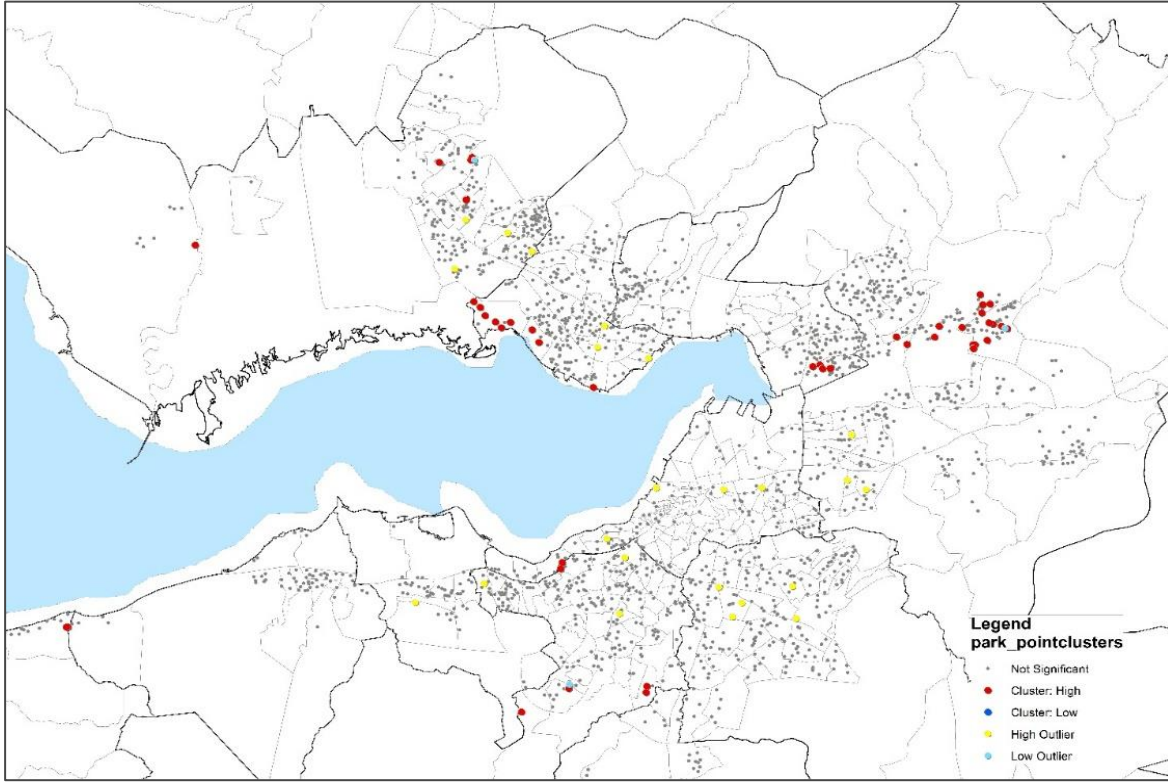 Legend
park_pointclusters
Not Significant
Cluster: High
Cluster: Low
High Outlier
Low Outlier